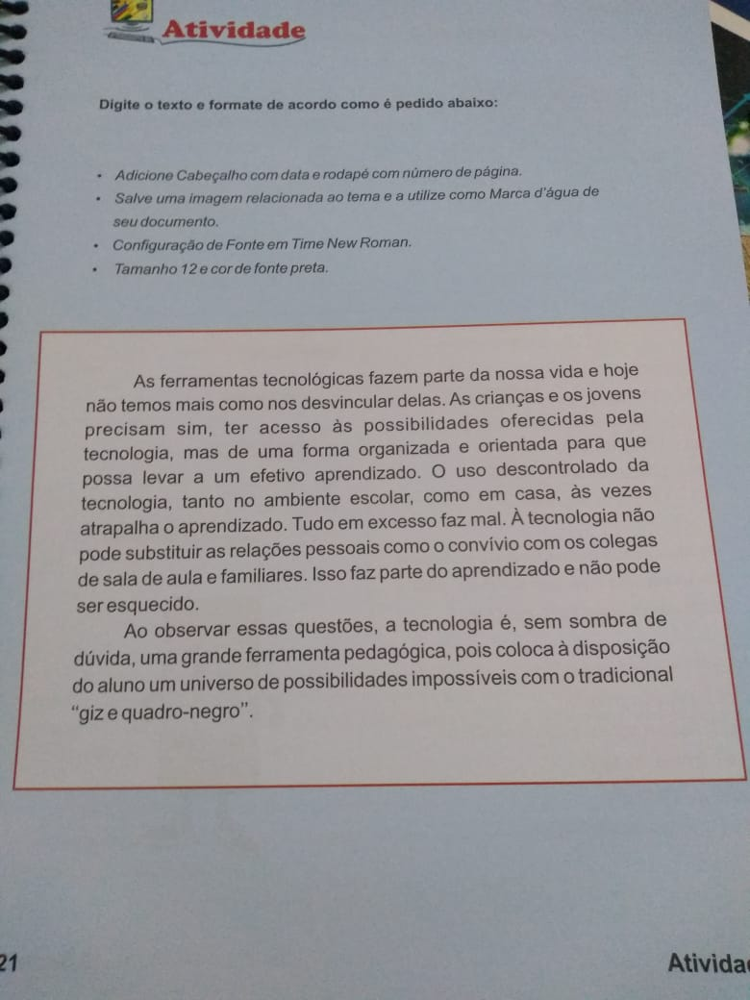 Atividade
Digite o texto e formate de acordo como é pedido abaixo:
• Adicione Cabeçalho com data e rodapé com número de página.
• Salve uma imagem relacionada ao tema e a utilize como Marca d'água de
seu documento.
• Configuração de Fonte em Time New Roman.
• Tamanho 12 e cor de fonte preta.
As ferramentas tecnológicas fazem parte da nossa vida e hoje
não temos mais como nos desvincular delas. As crianças e os jovens
precisam sim, ter acesso às possibilidades oferecidas pela
tecnologia, mas de uma forma organizada e orientada para que
possa levar a um efetivo aprendizado. O uso descontrolado da
tecnologia, tanto no ambiente escolar, como em casa, às vezes
atrapalha o aprendizado. Tudo em excesso faz mal. À tecnologia não
pode substituir as relações pessoais como o convívio com os colegas
de sala de aula e familiares. Isso faz parte do aprendizado e não pode
ser esquecido.
Ao observar essas questões, a tecnologia é, sem sombra de
dúvida, uma grande ferramenta pedagógica, pois coloca à disposição
do aluno um universo de possibilidades impossíveis com o tradicional
“giz e quadro-negro”.
21
Ativida